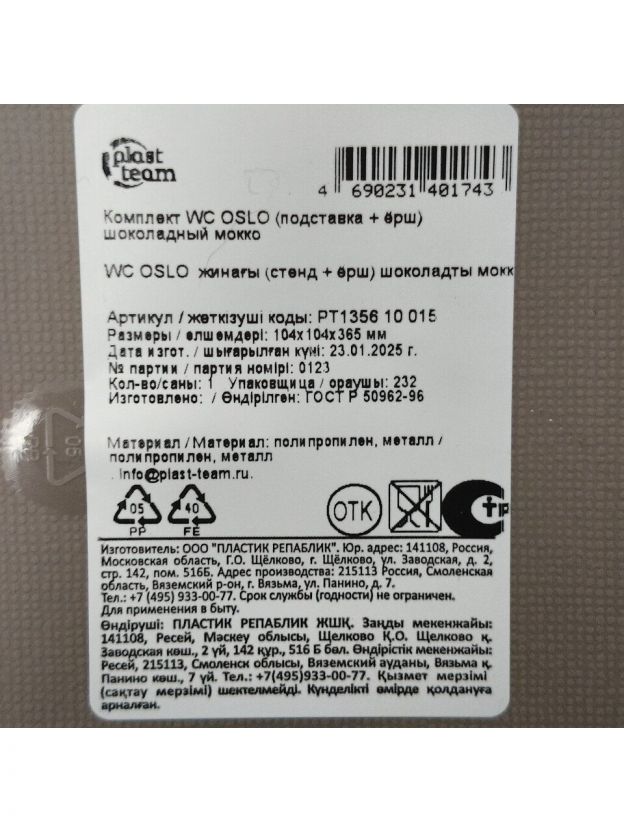 plast
team
4 690231 401743
Комплект WC OSLO (подставка + ёрш)
шоколадный мокко
WC OSLO жинағы (стенд + ёрш) шоколадты мокк
Артикул / жөткізуші коды: РТ1356 10 015
Размеры / өлшемдері: 104х104х365 мм
Дата изгот. / шығарылған күні: 23.01.2025 г.
№ партии / партия номірі: 0123
Кол-во/саны: 1 Упаковщица / ораушы: 232
Изготовлено: / Өндірілген: ГОСТ Р 50962-96
Материал / Материал: полипропилен, металл /
полипропилен, металл
. info@plast-team.ru.
05 40 ОТК
PP FE
Изготовитель: ООО "ПЛАСТИК РЕПАБЛИК". Юр. адрес: 141108, Россия,
Московская область, Г.О. Щёлково, г. Щёлково, ул. Заводская, д. 2,
стр. 142, пом. 516Б. Адрес производства: 215113 Россия, Смоленская
область, Вяземский р-он, г. Вязьма, ул. Панино, д. 7.
Тел.: +7 (495) 933-00-77. Срок службы (годности) не ограничен.
Для применения в быту.
Өндіруші: ПЛАСТИК РЕПАБЛИК ЖШҚ. Заңды мекенжайы:
141108, Ресей, Мәскеу облысы, Щелково Қ.О. Щелково қ.
Заводская көш., 2 үй, 142 құр., 516 Б бөл. Өндірістік мекенжайы:
Ресей, 215113, Смоленск облысы, Вяземский ауданы, Вязьма қ.
Панино көш., 7 үй. Тел.: +7(495)933-00-77. Қызмет мерзімі
(сақтау мерзімі) шектелмейді. Күнделікті өмірде қолдануға
арналған.